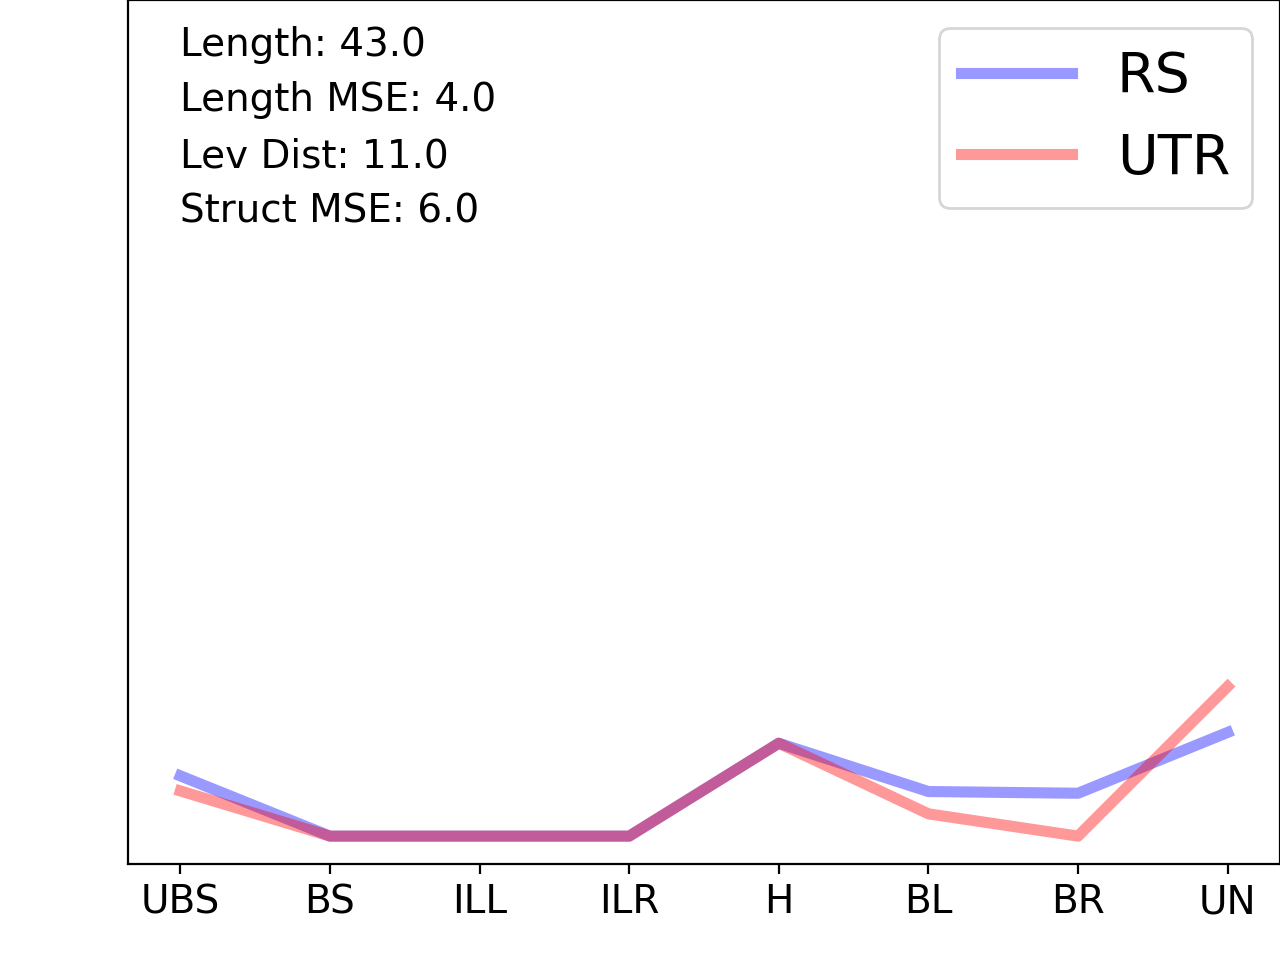 Length: 43.0
Length MSE: 4.0
Lev Dist: 11.0
Struct MSE: 6.0
RS
UTR
UBS BS ILL ILR H BL BR UN